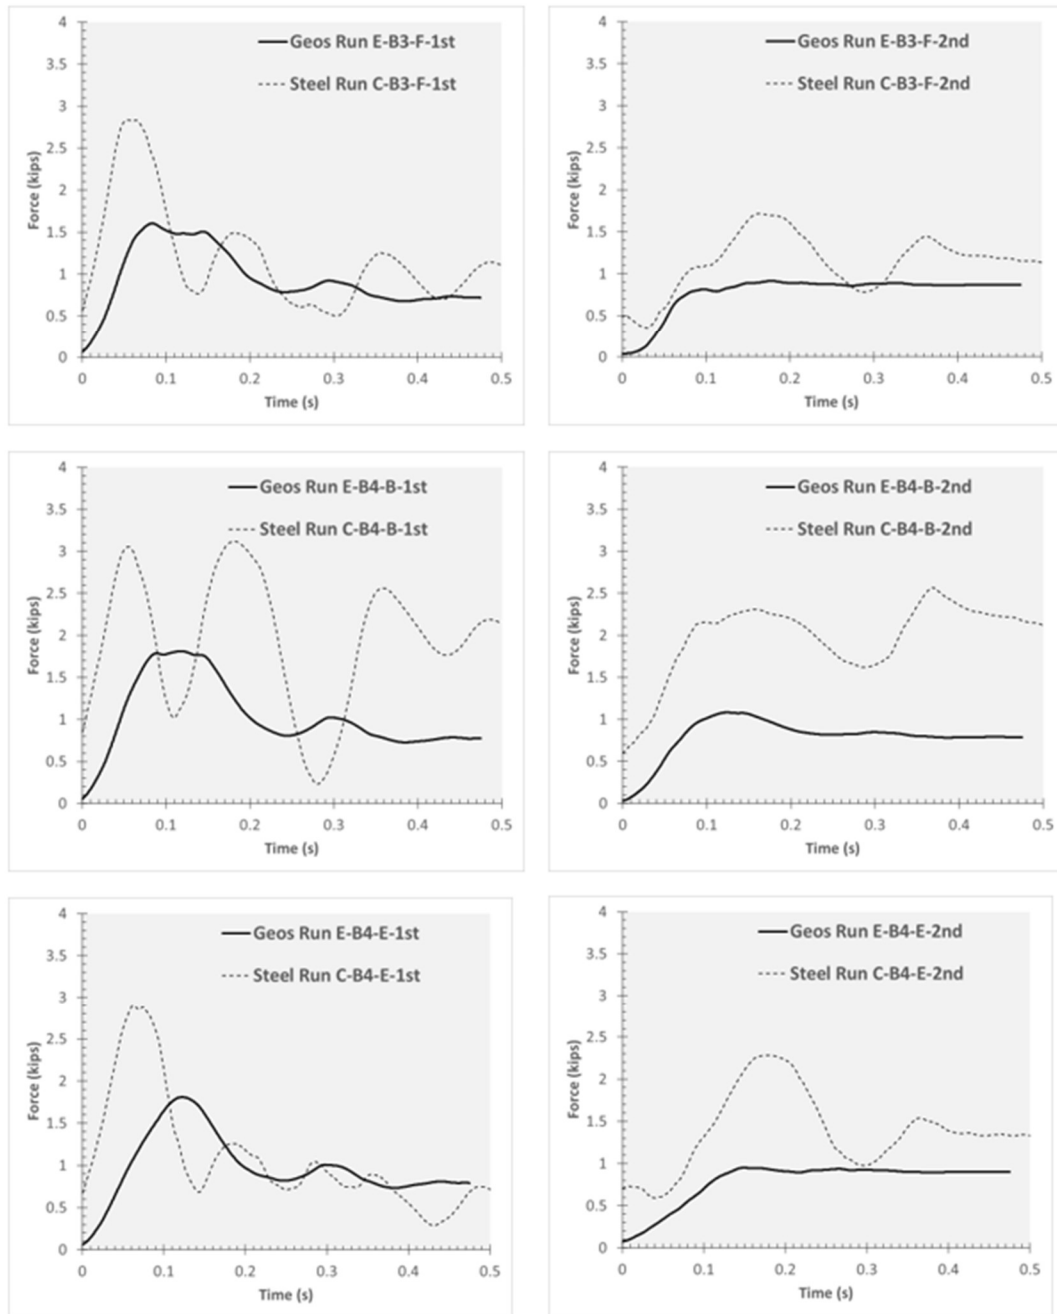 Geos Run E-B3-F-1st
Steel Run C-B3-F-1st
Force (kips)
4
3.5
3
2.5
2
1.5
1
0.5
0
0 0.1 0.2 0.3 0.4 0.5
Time (s)
Geos Run E-B3-F-2nd
Steel Run C-B3-F-2nd
Force (kips)
4
3.5
3
2.5
2
1.5
1
0.5
0
0 0.1 0.2 0.3 0.4 0.5
Time (s)
Geos Run E-B4-B-1st
Steel Run C-B4-B-1st
Force (kips)
4
3.5
3
2.5
2
1.5
1
0.5
0
0 0.1 0.2 0.3 0.4 0.5
Time (s)
Geos Run E-B4-B-2nd
Steel Run C-B4-B-2nd
Force (kips)
4
3.5
3
2.5
2
1.5
1
0.5
0
0 0.1 0.2 0.3 0.4 0.5
Time (s)
Geos Run E-B4-E-1st
Steel Run C-B4-E-1st
Force (kips)
4
3.5
3
2.5
2
1.5
1
0.5
0
0 0.1 0.2 0.3 0.4 0.5
Time (s)
Geos Run E-B4-E-2nd
Steel Run C-B4-E-2nd
Force (kips)
4
3.5
3
2.5
2
1.5
1
0.5
0
0 0.1 0.2 0.3 0.4 0.5
Time (s)